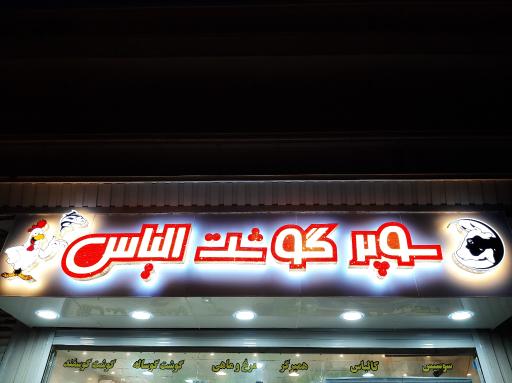 سوپر گوشت الیاس
سوسیس کالباس همبرگر مرغ و ماهی گوشت گوساله گوشت گوسفند